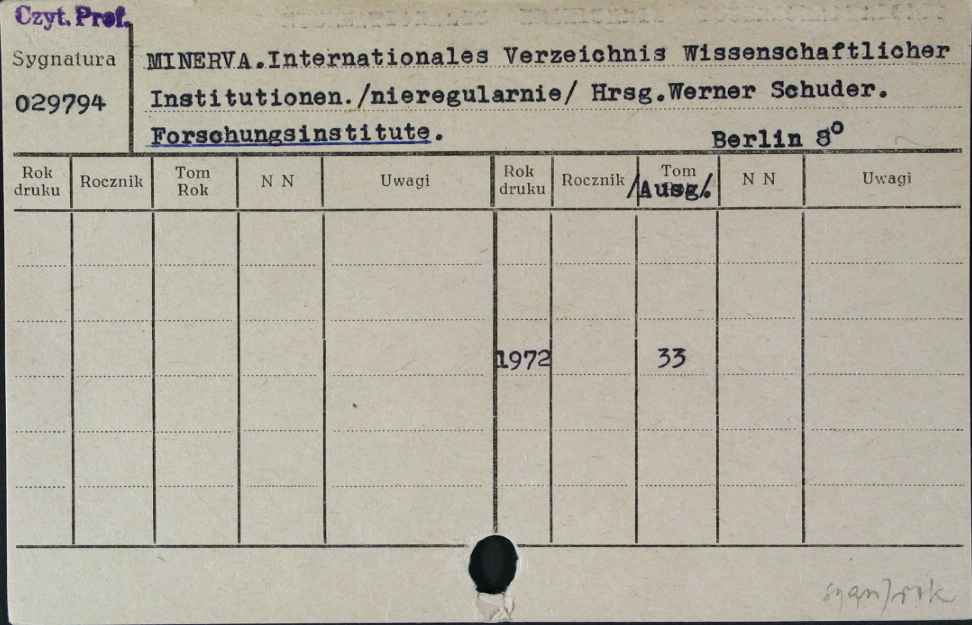 Czyt. Prof.
Sygnatura
029794
MINERVA.Internationales Verzeichnis Wissenschaftlicher
Institutionen./nieregularnie/ Hrsg.Werner Schuder.
Forschungsinstitute.
Berlin 8°
Rok druku Rocznik Tom Rok N N Uwagi Rok druku Rocznik Tom /Ausg/. N N Uwagi
1972 33